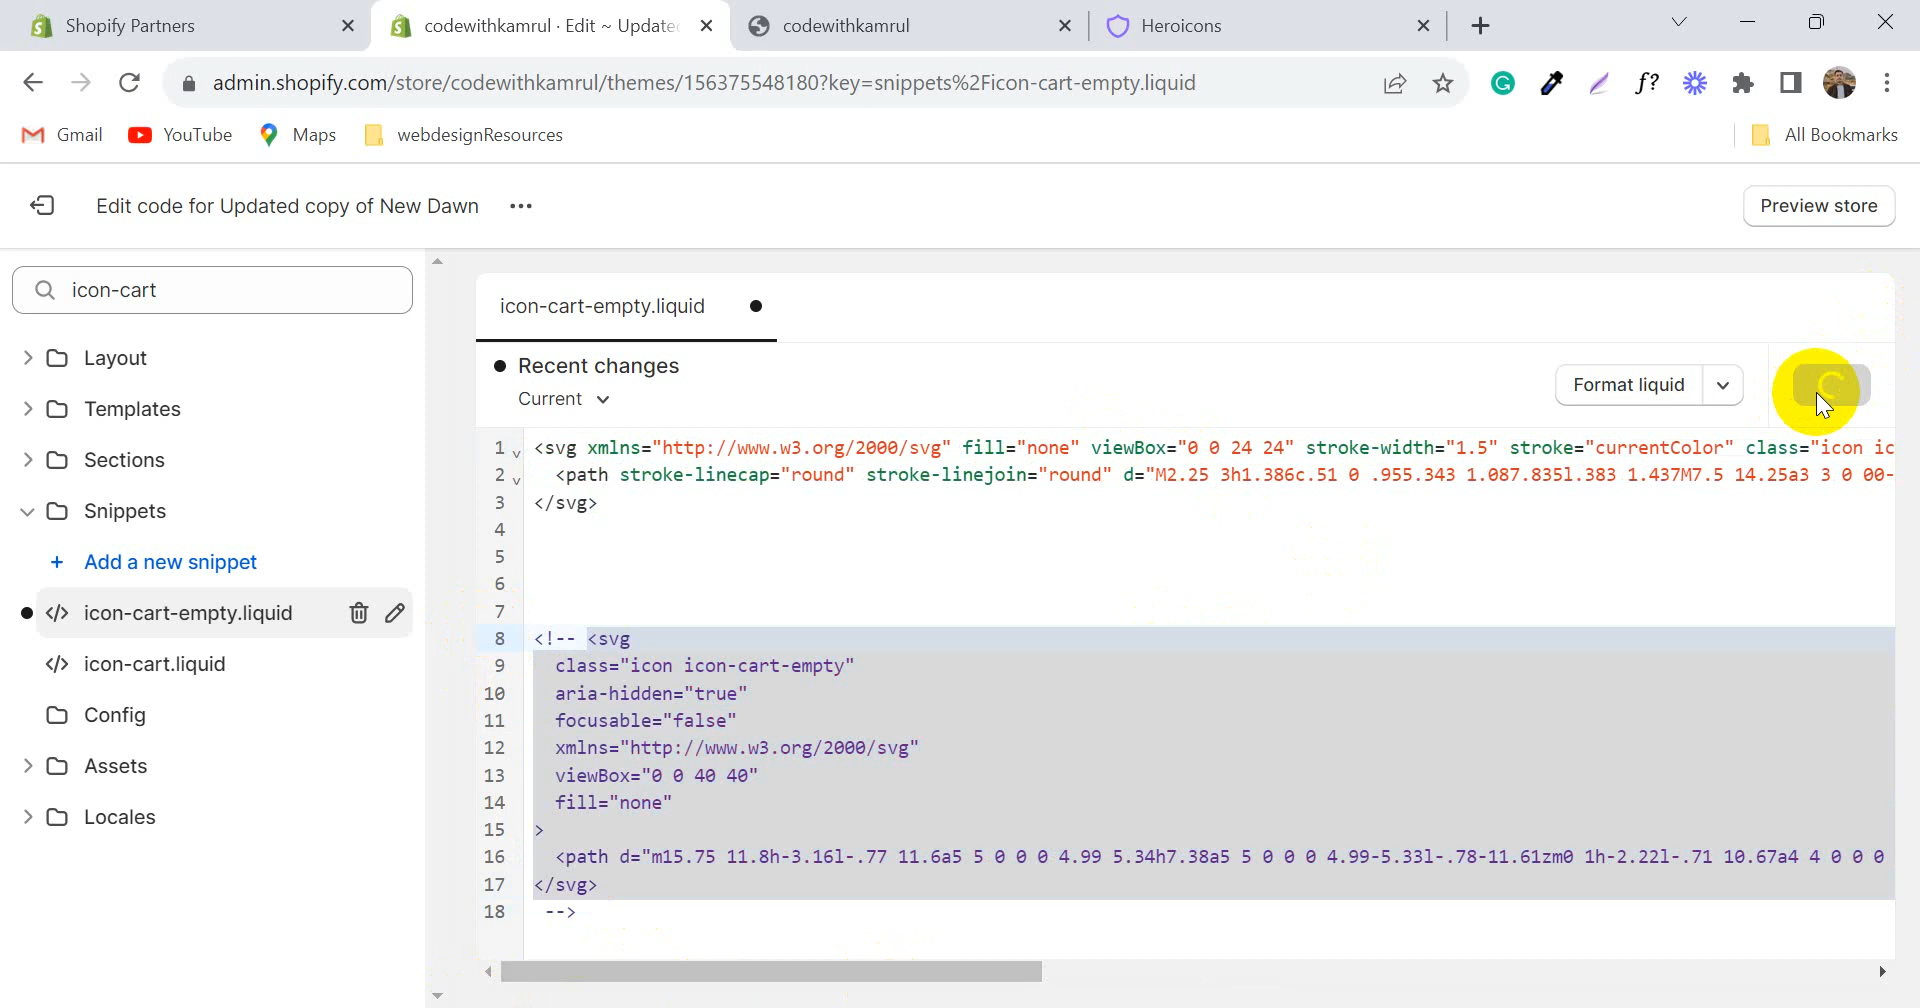 Shopify Partners
codewithkamrul · Edit ~ Update
codewithkamrul
Heroicons
admin.shopify.com/store/codewithkamrul/themes/156375548180?key=snippets%2Ficon-cart-empty.liquid
f?
Gmail
YouTube
Maps
webdesignResources
All Bookmarks
Edit code for Updated copy of New Dawn
Preview store
icon-cart
Layout
Templates
Sections
Snippets
+ Add a new snippet
</> icon-cart-empty.liquid
</> icon-cart.liquid
Config
Assets
Locales
icon-cart-empty.liquid
Recent changes
Current
Format liquid
1 <svg xmlns="http://www.w3.org/2000/svg" fill="none" viewBox="0 0 24 24" stroke-width="1.5" stroke="currentColor" class="icon ic
2 <path stroke-linecap="round" stroke-linejoin="round" d="M2.25 3h1.386c.51 0 .955.343 1.087.835l.383 1.437M7.5 14.25a3 3 0 00-
3 </svg>
4
5
6
7
8 <!-- <svg
9 class="icon icon-cart-empty"
10 aria-hidden="true"
11 focusable="false"
12 xmlns="http://www.w3.org/2000/svg"
13 viewBox="0 0 40 40"
14 fill="none"
15 >
16 <path d="m15.75 11.8h-3.16l-.77 11.6a5 5 0 0 0 4.99 5.34h7.38a5 5 0 0 0 4.99-5.33l-.78-11.61zm0 1h-2.22l-.71 10.67a4 4 0 0 0
17 </svg>
18 -->